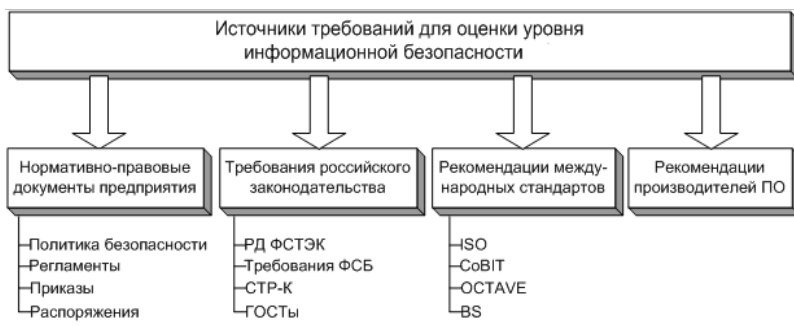 Источники требований для оценки уровня
информационной безопасности
Нормативно-правовые
документы предприятия
Политика безопасности
Регламенты
Приказы
Распоряжения
Требования российского
законодательства
РД ФСТЭК
Требования ФСБ
СТР-К
ГОСТы
Рекомендации между-
народных стандартов
ISO
CoBIT
OCTAVE
BS
Рекомендации
производителей ПО